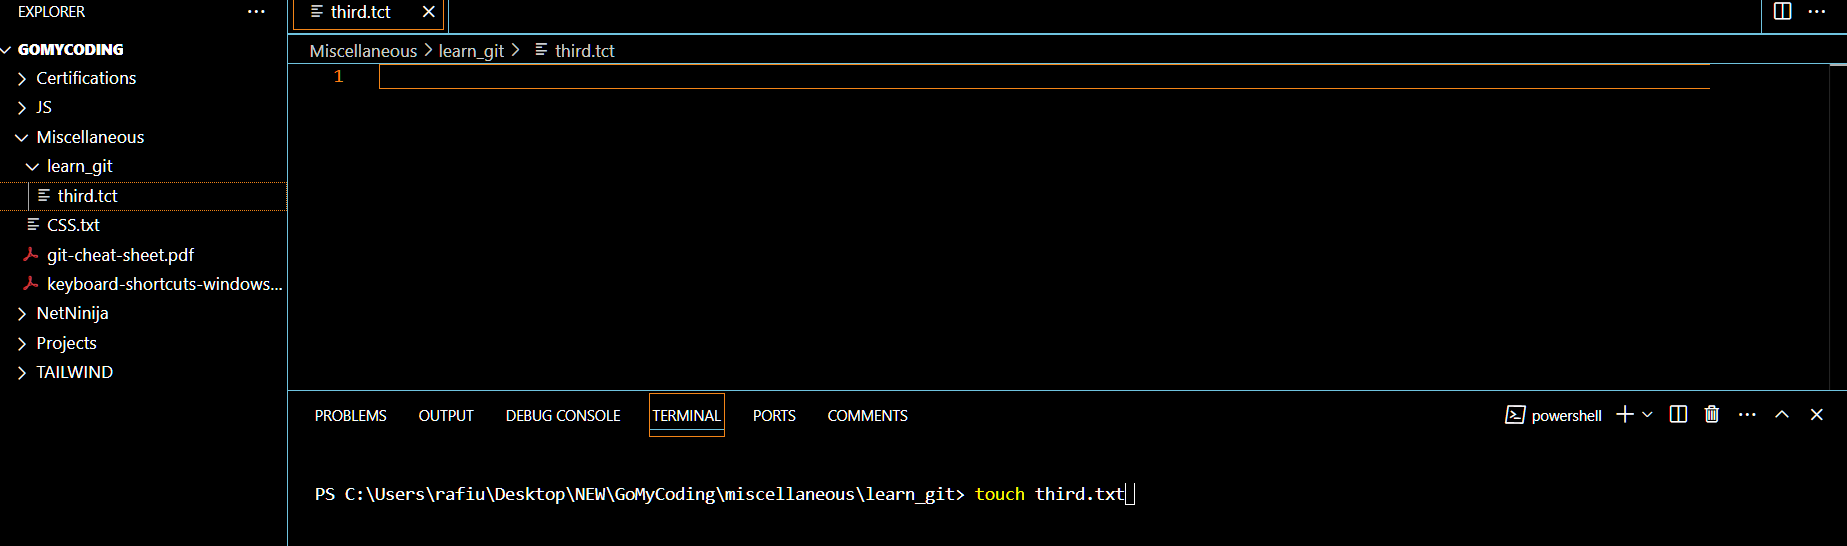 EXPLORER
GOMYCODING
Certifications
JS
Miscellaneous
learn_git
third.tct
CSS.txt
git-cheat-sheet.pdf
keyboard-shortcuts-windows...
NetNinija
Projects
TAILWIND
third.tct
Miscellaneous > learn_git > third.tct
1
PROBLEMS OUTPUT DEBUG CONSOLE TERMINAL PORTS COMMENTS powershell
PS C:\Users\rafiu\Desktop\NEW\GoMyCoding\miscellaneous\learn_git> touch third.txt